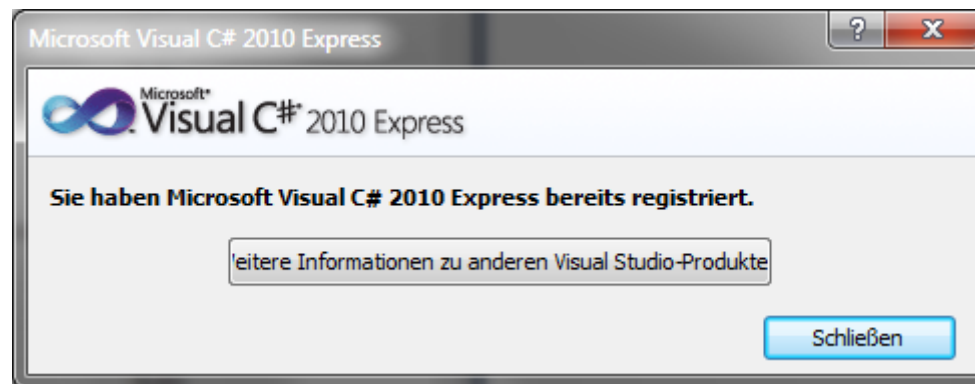 Microsoft Visual C# 2010 Express
Microsoft®
Visual C#® 2010 Express
Sie haben Microsoft Visual C# 2010 Express bereits registriert.
eitere Informationen zu anderen Visual Studio-Produkte
Schließen